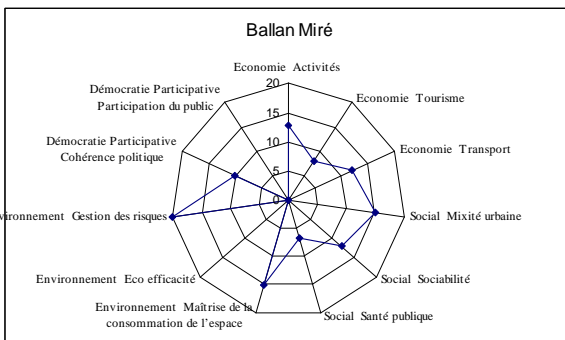 Ballan Miré
Economie Activités
Démocratie Participative
Participation du public
Economie Tourisme
Démocratie Participative
Cohérence politique
Economie Transport
20
15
10
5
0
vironnement Gestion des risques
Social Mixité urbaine
Environnement Eco efficacité
Social Sociabilité
Environnement Maîtrise de la
consommation de l'espace
Social Santé publique